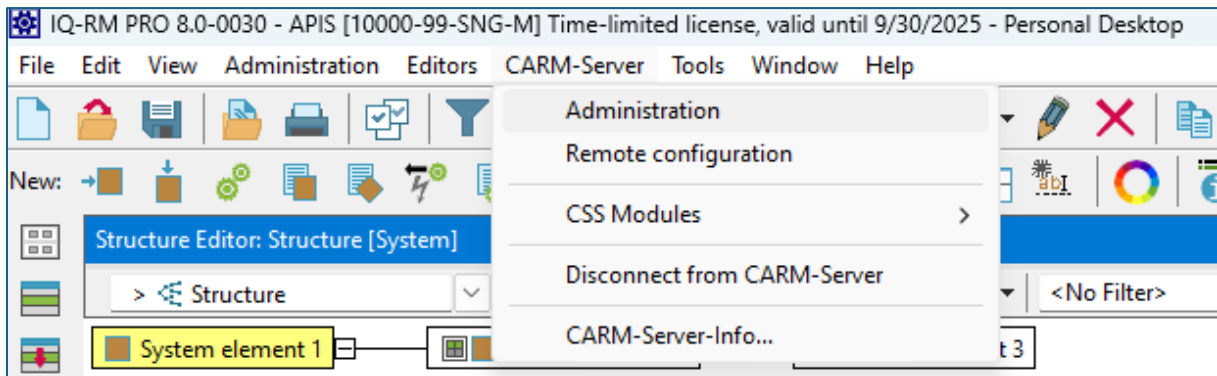 IQ-RM PRO 8.0-0030 - APIS [10000-99-SNG-M] Time-limited license, valid until 9/30/2025 - Personal Desktop
File Edit View Administration Editors CARM-Server Tools Window Help
Administration
Remote configuration
CSS Modules
Disconnect from CARM-Server
CARM-Server-Info...
New:
abI
Structure Editor: Structure [System]
> Structure
<No Filter>
System element 1
t 3